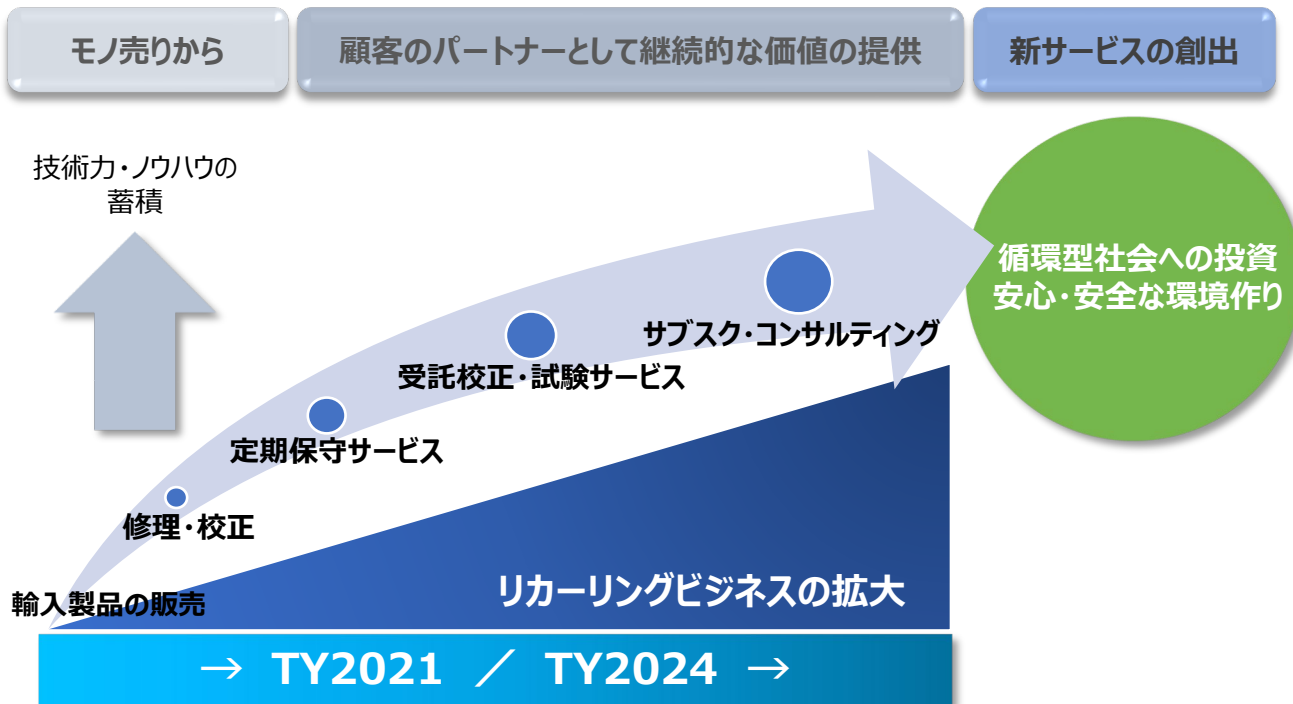 モノ売りから
顧客のパートナーとして継続的な価値の提供
新サービスの創出
技術力・ノウハウの
蓄積
循環型社会への投資
安心・安全な環境作り
サブスク・コンサルティング
受託校正・試験サービス
定期保守サービス
修理・校正
輸入製品の販売
リカーリングビジネスの拡大
→ TY2021 ／ TY2024 →